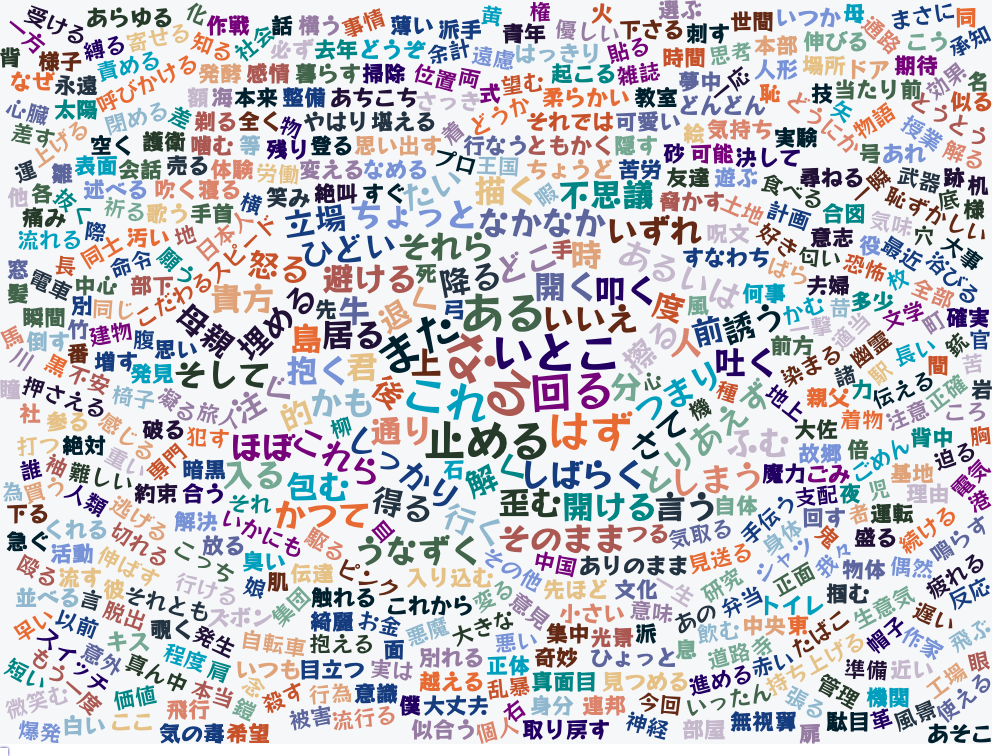 受ける あらゆる 化 作戦 話 横う 事情 薄い 派手 黄 権 火 選ぶ 世間 いつか 母 まさに 同
一方 縛る 寄せる 知る 社会 必ず 去年 どうぞ 余計 青年 優しい 下さる 刺す 本部 伸びる 通路 こう 承知
背 様子 責める 呼びかける 発酵 感情 暮らす 掃除 位置 両 遠慮 はっきり 貼る 時間 思考 人形 場所 ドア 期待
なぜ 永遠 額 海 本来 整備 あちこち さっき 式 望む 起こる 雑誌 夢中 一応 恥 技 当たり前 効果 名
心臓 太陽 閉める 差 剃る 全く 物 やはり 堪える 着 どうか 柔らかい 教室 どんどん どうにか 矢 物語 似る
差す 上げる 空く 護衛 噛む 等 残り 登る 思い出す 行なう それでは 可愛い 絵 気持ち 実験 授業 とうとう
運 離 表面 会話 売る 体験 労働 変える なめる プロ 王国 ともかく ちょうど 隠す 苦労 砂 可能 決して 号 あれ 解る
他 各 技 述べる 吹く 寝る 横 笑み 絶叫 すぐ たい 描く 暇 不思議 友達 遊ぶ 食べる 尋ねる 武器 跡 机
痛み 祈る 歌う 手首 立場 ちょっと なかなか いずれ 脅かす 土地 計画 合図 恥ずかしい 底 様
流れる 際 同士 汚い 地 日本人 スピード ひどい それら どこ 手 時 あるいは 呪文 好き 意志 気味 穴 大事
窓 長 命令 願う こだわる 怒る 避ける 死 降る 開く 叩く すなわち ばら 匂い 恐怖 役 最近 浴びる
髪 電車 中心 部下 貴方 埋める 先 牛 退く 弓 ある いいえ 度 風 何事 夫婦 昔 多少 全部
瞬間 別 同じ 母親 島 居る また さ いと こ 擦る 人 前 誘う かむ 一撃 道 文学 町 確実
馬 倒す 竹 建物 腹 思い 上 吐く 前方 染まる 幽霊 銃 官
川 黒 番 増す 発見 そして 抱く 君 後 これ る 回る 分 心 つまり 種 地上 諸 力 駅 長い 間 苦
瞳 押さえる 不安 椅子 旅人 注ぐ 的 かも 柳 通り 止める はず さて 機 とりあえず 親父 伝える 正確 岩
社 参る 感じる 破る 犯す ほぼ これら しっかり 石 解く しばらく ふむ 大佐 着物 注意 ころ
打つ 絶対 重い 専門 暗黒 入る 包む しまう 故郷 倍 ごめん 背中 迫る 胸
誰 袖 難しい 約束 合う それ かつて 得る 行く 歪む 開ける 言う 自体 魔力 ごみ 基地 電気
為 買う 人類 逃げる 解決 いかにも 駆る 皿 うなずく そのまま つる 気取る 手伝う 支配 夜 児 理由 港
下る くれる 切れる こっち 放る 臭い その他 中国 ありのまま 見送る 身体 回す 鬼 者 運転 続ける
急ぐ 活動 伸ばす 行ける 娘 肌 伝達 ピンク 入り込む 先ほど 文化 一生 研究 シャツ 我々 盛る 鳴らす
殴る 流す 彼 ズボン 集団 触れる これから 変る 意見 小さい 意味 あの 弁当 正面 物体 偶然 疲れる
並べる 言 脱出 それとも 綺麗 お金 悪魔 大きな 集中 光景 派 飲む 中央 トイレ 東 掴む 生意気 反応
早い 以前 キス 覗く 発生 自転車 抱える 面 悪い 奇妙 ひょっと 息 道路 寺 たばこ 帽子 遅い
スイッチ 意外 真ん中 程度 肩 いつも 目立つ 実は 別れる 正体 真面目 見つめる 進める 赤い 持ち上げる 作家 飛ぶ
短い もう一度 本当 念 殺す 行為 意識 僕 大丈夫 越える 乱暴 身分 連邦 今回 いったん 張る 準備 近い 工場 眼
微笑む 価値 飛行 鎧 被害 流行る 似合う 個人 右 取り戻す 神経 管理 機関 風景 使える
爆発 白い ここ 気の毒 希望 部屋 無視 翼 扉 駄目 革 あそこ